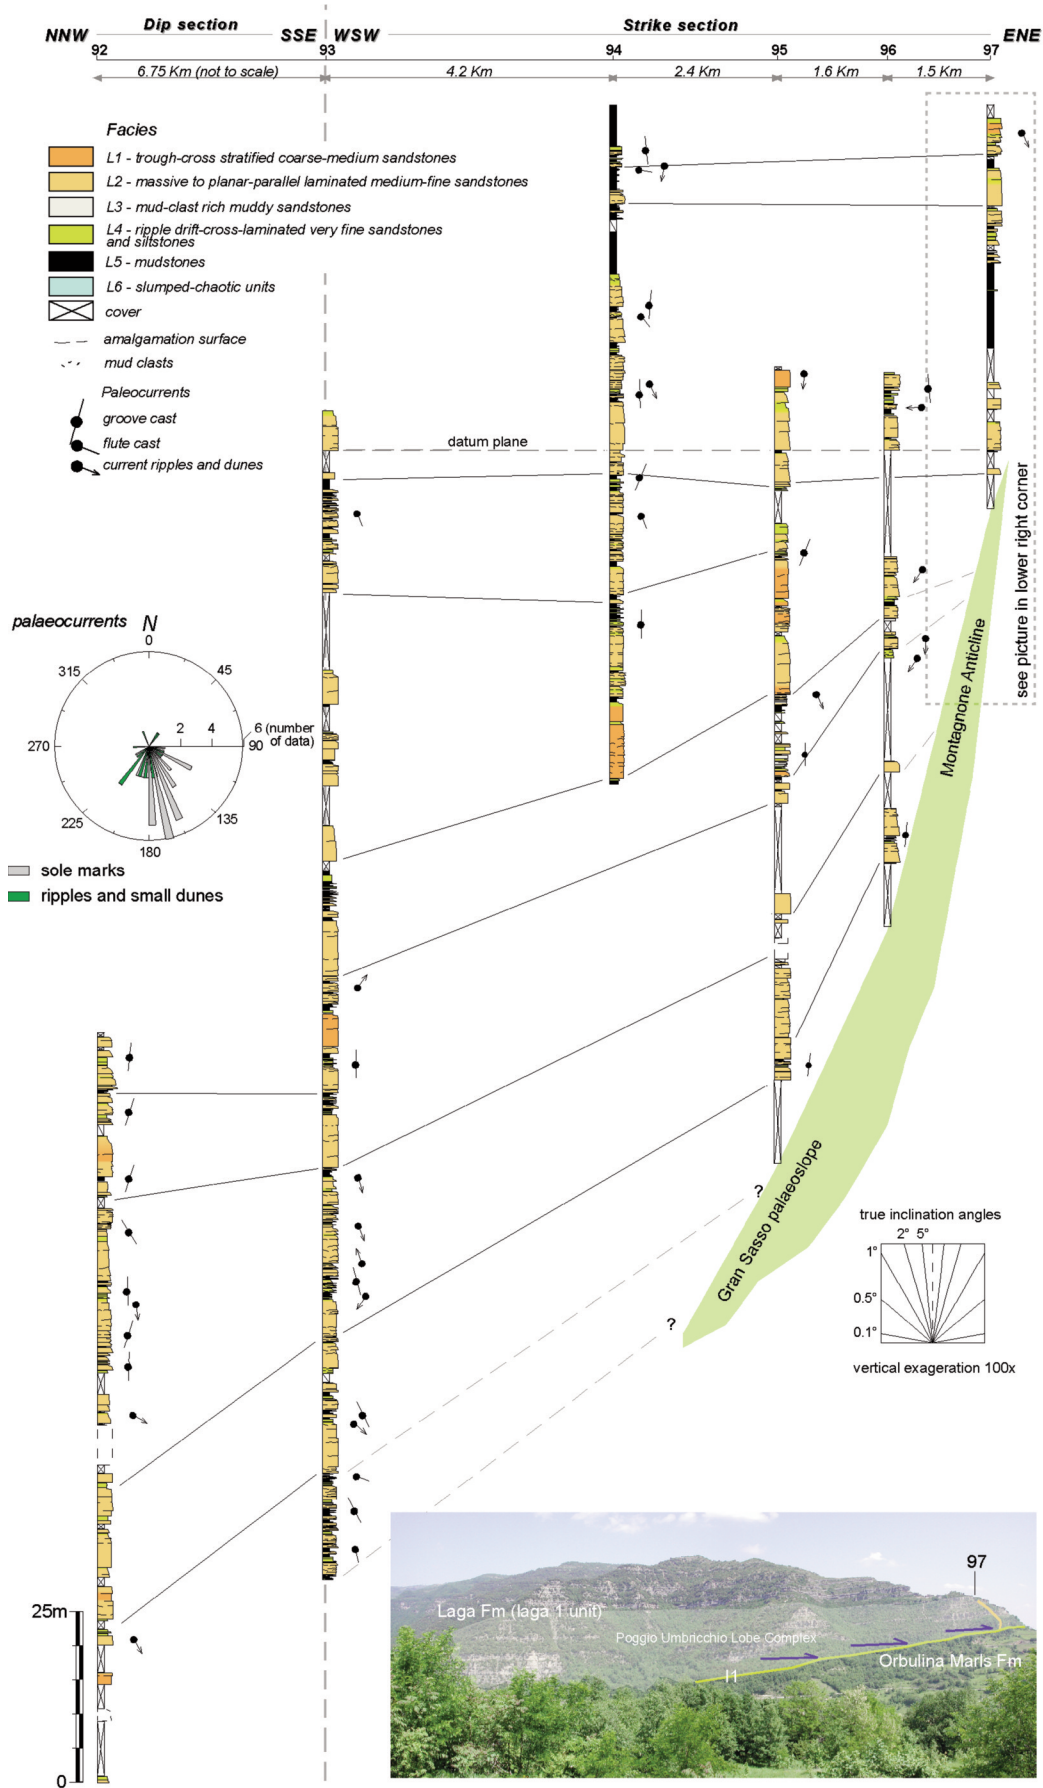 Dip section
Strike section
NNW
SSE
WSW
ENE
92
93
94
95
96
97
6.75 Km (not to scale)
4.2 Km
2.4 Km
1.6 Km
1.5 Km
Facies
L1 - trough-cross stratified coarse-medium sandstones
L2 - massive to planar-parallel laminated medium-fine sandstones
L3 - mud-clast rich muddy sandstones
L4 - ripple drift-cross-laminated very fine sandstones
and siltstones
L5 - mudstones
L6 - slumped-chaotic units
cover
amalgamation surface
mud clasts
Paleocurrents
groove cast
flute cast
current ripples and dunes
datum plane
see picture in lower right corner
palaeocurrents
N
0
315
45
2
4
6 (number
of data)
270
90
225
135
180
sole marks
ripples and small dunes
Montagnone Anticline
Gran Sasso palaeoslope
?
?
true inclination angles
2°
5°
1°
0.5°
0.1°
vertical exageration 100x
25m
0
97
Laga Fm (laga 1 unit)
Poggio Umbricchio Lobe Complex
Orbulina Marls Fm
l1